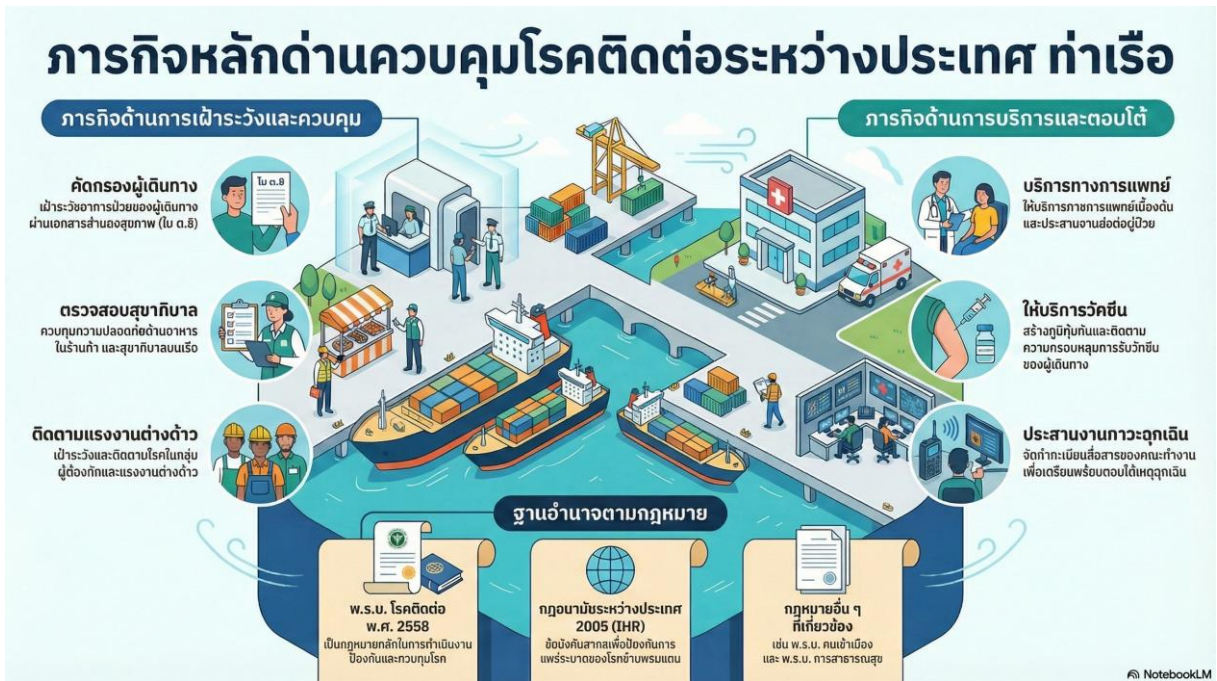 ภารกิจหลักด่านควบคุมโรคติดต่อระหว่างประเทศ ท่าเรือ
ภารกิจด้านการเฝ้าระวังและควบคุม
คัดกรองผู้เดินทาง
เฝ้าระวัชอาการป่วยของผู้เดินทาง
ผ่านเอกสารสำนองสุขภาพ (ใบ ต.8)
ใบ ต.8
ตรวจสอบสุขาภิบาล
ควบทุมความปลอดท่ยด้านอาหาร
ในร้านท้า และสุขาทิบาลบนเรือ
ติดตามแรงงานต่างด้าว
เฝ้าระวังและติดตามโรคในกลุ่ม
ผู้ต้องกักและแรงงานต่างด้าว
ภารกิจด้านการบริการและตอบโต้
บริการทางการแพทย์
ให้บริการภาชการแพทย์เนื้องต้น
และประสานจานส่อต่อผู่ป๋วย
ให้บริการวัคซีน
สร้างภูมิทุ้มทันและติดตาม
ความกรอบหลุมการรับวัทซีน
ของผู้เดินทาง
ประสานงานภาวะฉุกเฉิน
จัดทำทะเมียนสื่อสารของคณะทำงาน
เพื่อเตรียมพร้อมตอบโต้เหตุฉุกเฉิน
ฐานอำนาจตามกฎหมาย
พ.ร.บ. โรคติดต่อ
พ.ศ. 2558
เป็นกฎหมายหลักในการทำเนินงาน
ป้องกันและทวบทุมโรค
กฎอนามัยระหว่างประเทศ
2005 (IHR)
ข้อบังคันสากลเพื่อป้องกันการ
แพร่ระบาดของโรทข้ามพรมแดน
กฎหมายอื่น ๆ
ที่เกี่ยวข้อง
เช่น พ.ร.บ. คนเข้าเมือง
และ พ.ร.บ. การสาธารณสุข
NotebookLM